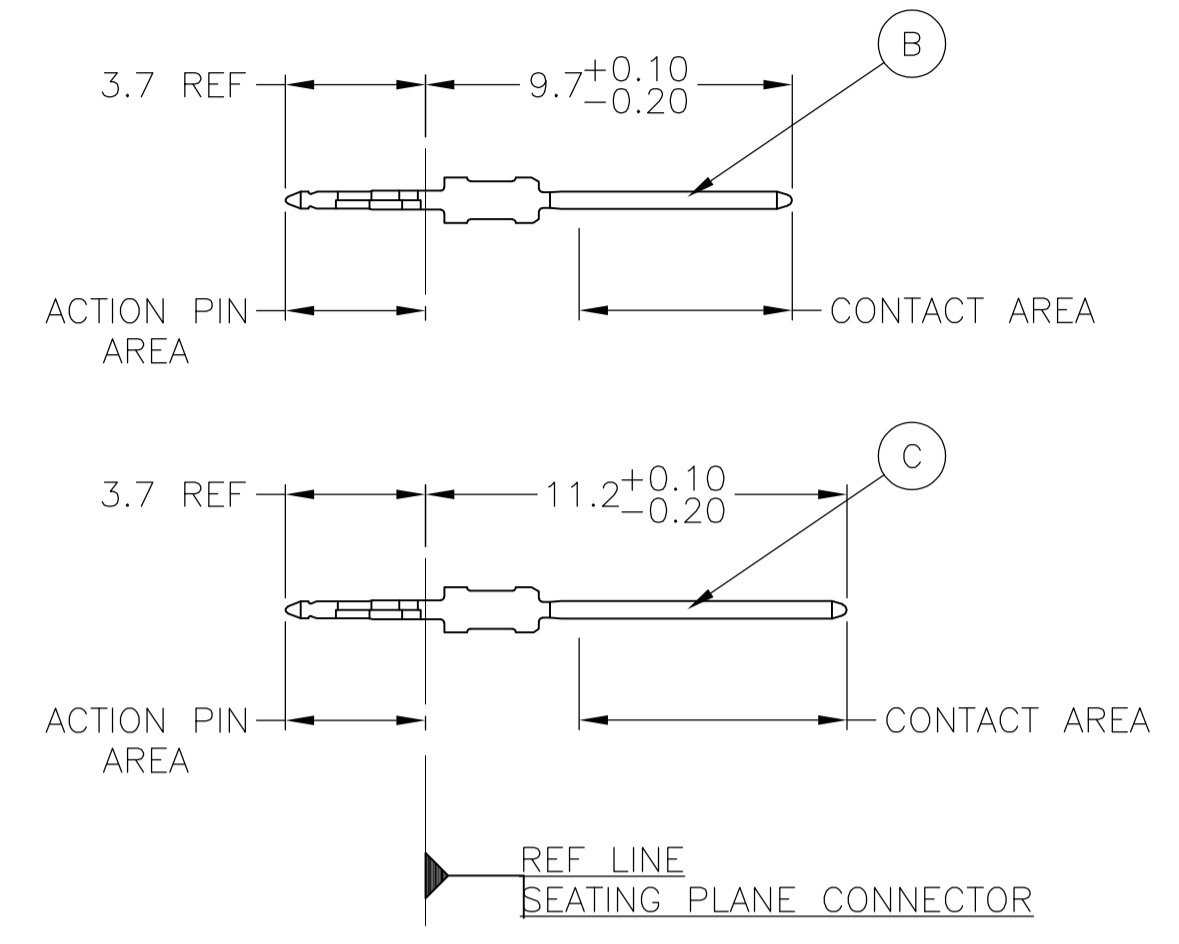 B
3.7 REF
9.7 +0.10
-0.20
ACTION PIN
AREA
CONTACT AREA
C
3.7 REF
11.2 +0.10
-0.20
ACTION PIN
AREA
CONTACT AREA
REF LINE
SEATING PLANE CONNECTOR